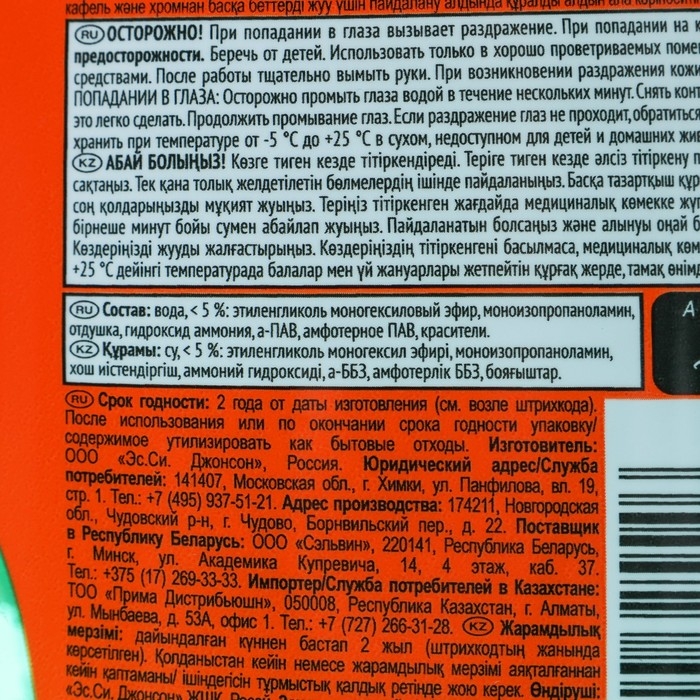 кафель және хромнан басқа беттерді жуу үшін пайдалану алдында құралды алдын ала
RU ОСТОРОЖНО! При попадании в глаза вызывает раздражение. При попадании на
предосторожности. Беречь от детей. Использовать только в хорошо проветриваемых
средствами. После работы тщательно вымыть руки. При возникновении раздражения
ПОПАДАНИИ В ГЛАЗА: Осторожно промыть глаза водой в течение нескольких минут. Снять
это легко сделать. Продолжить промывание глаз. Если раздражение глаз не проходит, обратиться
хранить при температуре от -5 °С до +25 °С в сухом, недоступном для детей и домашних
KZ АБАЙ БОЛЫҢЫЗ! Көзге тиген кезде тітіркендіреді. Теріге тиген кезде әлсіз тітіркену
сақтаңыз. Тек қана толық желдетілетін бөлмелердің ішінде пайдаланыңыз. Басқа тазартқыш
соң қолдарыңызды мұқият жуыңыз. Теріңіз тітіркенген жағдайда медициналық көмекке
бірнеше минут бойы сумен абайлап жуыңыз. Пайдаланатын болсаңыз және алынуы оңай
Көздеріңізді жууды жалғастырыңыз. Көздеріңіздің тітіркенгені басылмаса, медициналық
+25 °С дейінгі температурада балалар мен үй жануарлары жетпейтін құрғақ жерде, тамақ
RU Состав: вода, < 5 %: этиленгликоль моногексиловый эфир, моноизопропаноламин,
отдушка, гидроксид аммония, а-ПАВ, амфотерное ПАВ, красители.
KZ Құрамы: су, < 5 %: этиленгликоль моногексил эфирі, моноизопропаноламин,
хош иістендіргіш, аммоний гидроксиді, а-ББЗ, амфотерлік ББЗ, бояғыштар.
A
RU Срок годности: 2 года от даты изготовления (см. возле штрихкода).
После использования или по окончании срока годности упаковку/
содержимое утилизировать как бытовые отходы. Изготовитель:
ООО «Эс.Си. Джонсон», Россия. Юридический адрес/Служба
потребителей: 141407, Московская обл., г. Химки, ул. Панфилова, вл. 19,
стр. 1. Тел.: +7 (495) 937-51-21. Адрес производства: 174211, Новгородская
обл., Чудовский р-н, г. Чудово, Борнвильский пер., д. 22. Поставщик
в Республику Беларусь: ООО «Сэльвин», 220141, Республика Беларусь,
г. Минск, ул. Академика Купревича, 14, 4 этаж, каб. 37.
Тел.: +375 (17) 269-33-33. Импортер/Служба потребителей в Казахстане:
ТОО «Прима Дистрибьюшн», 050008, Республика Казахстан, г. Алматы,
ул. Мынбаева, д. 53А, офис 1. Тел.: +7 (727) 266-31-28. KZ Жарамдылық
мерзімі: дайындалған күннен бастап 2 жыл (штрихкодтың жанында
көрсетілген). Қолданыстан кейін немесе жарамдылық мерзімі аяқталғаннан
кейін қаптаманы/ ішіндегісін тұрмыстық қалдық ретінде жою керек. Өндіруші:
«Эс.Си. Джонсон» ЖШҚ, Ресей.